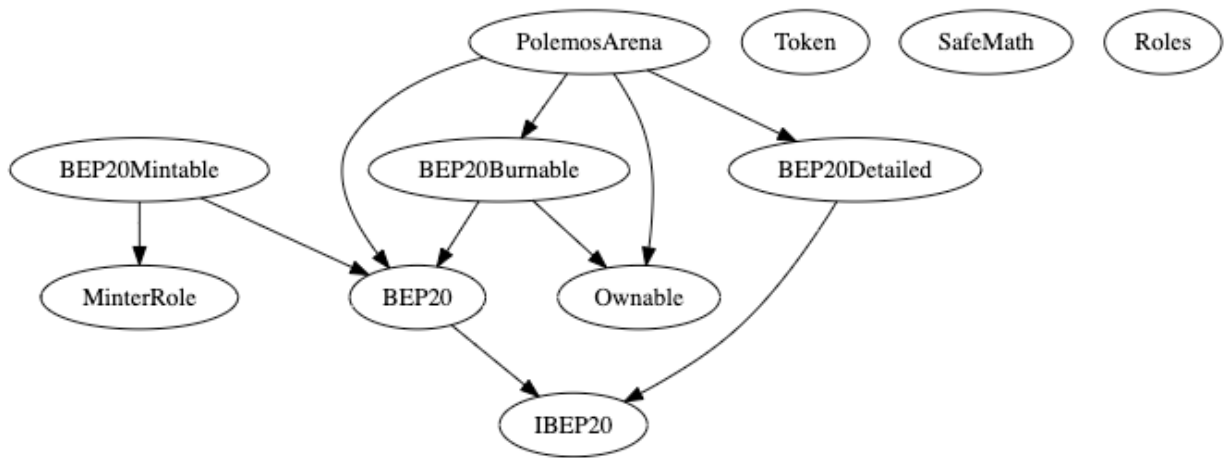 PolemosArena
Token
SafeMath
Roles
BEP20Mintable
BEP20Burnable
BEP20Detailed
MinterRole
BEP20
Ownable
IBEP20